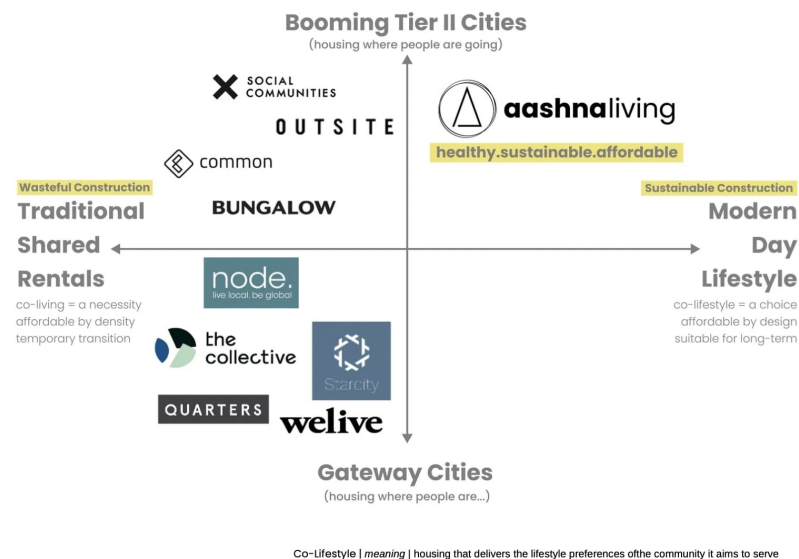 Booming Tier II Cities
(housing where people are going)
SOCIAL
COMMUNITIES
OUTSITE
common
BUNGALOW
aashnaliving
healthy.sustainable.affordable
Wasteful Construction
Traditional
Shared
Rentals
co-living = a necessity
affordable by density
temporary transition
Sustainable Construction
Modern
Day
Lifestyle
co-lifestyle = a choice
affordable by design
suitable for long-term
node.
live local. be global
the
collective
Starcity
QUARTERS
welive
Gateway Cities
(housing where people are...)
Co-Lifestyle | meaning | housing that delivers the lifestyle preferences ofthe community it aims to serve